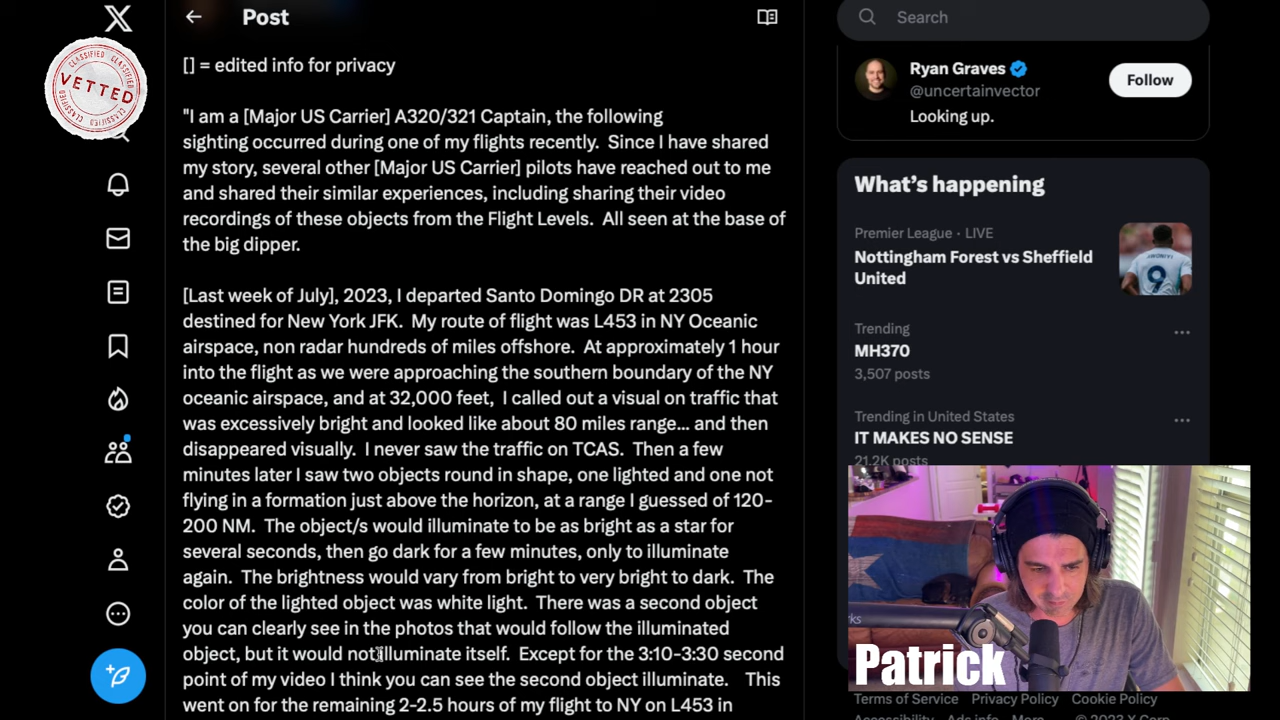 Post
[] = edited info for privacy
"I am a [Major US Carrier] A320/321 Captain, the following
sighting occurred during one of my flights recently.  Since I have shared
my story, several other [Major US Carrier] pilots have reached out to me
and shared their similar experiences, including sharing their video
recordings of these objects from the Flight Levels.  All seen at the base of
the big dipper.
[Last week of July], 2023, I departed Santo Domingo DR at 2305
destined for New York JFK.  My route of flight was L453 in NY Oceanic
airspace, non radar hundreds of miles offshore.  At approximately 1 hour
into the flight as we were approaching the southern boundary of the NY
oceanic airspace, and at 32,000 feet,  I called out a visual on traffic that
was excessively bright and looked like about 80 miles range... and then
disappeared visually.  I never saw the traffic on TCAS.  Then a few
minutes later I saw two objects round in shape, one lighted and one not
flying in a formation just above the horizon, at a range I guessed of 120-
200 NM.  The object/s would illuminate to be as bright as a star for
several seconds, then go dark for a few minutes, only to illuminate
again.  The brightness would vary from bright to very bright to dark.  The
color of the lighted object was white light.  There was a second object
you can clearly see in the photos that would follow the illuminated
object, but it would not illuminate itself.  Except for the 3:10-3:30 second
point of my video I think you can see the second object illuminate.   This
went on for the remaining 2-2.5 hours of my flight to NY on L453 in
CLASSIFIED
VETTED
CLASSIFIED
Search
Ryan Graves
@uncertainvector
Looking up.
Follow
What's happening
Premier League · LIVE
Nottingham Forest vs Sheffield
United
Trending
MH370
3,507 posts
Trending in United States
IT MAKES NO SENSE
21.2K posts
Patrick
Terms of Service Privacy Policy Cookie Policy